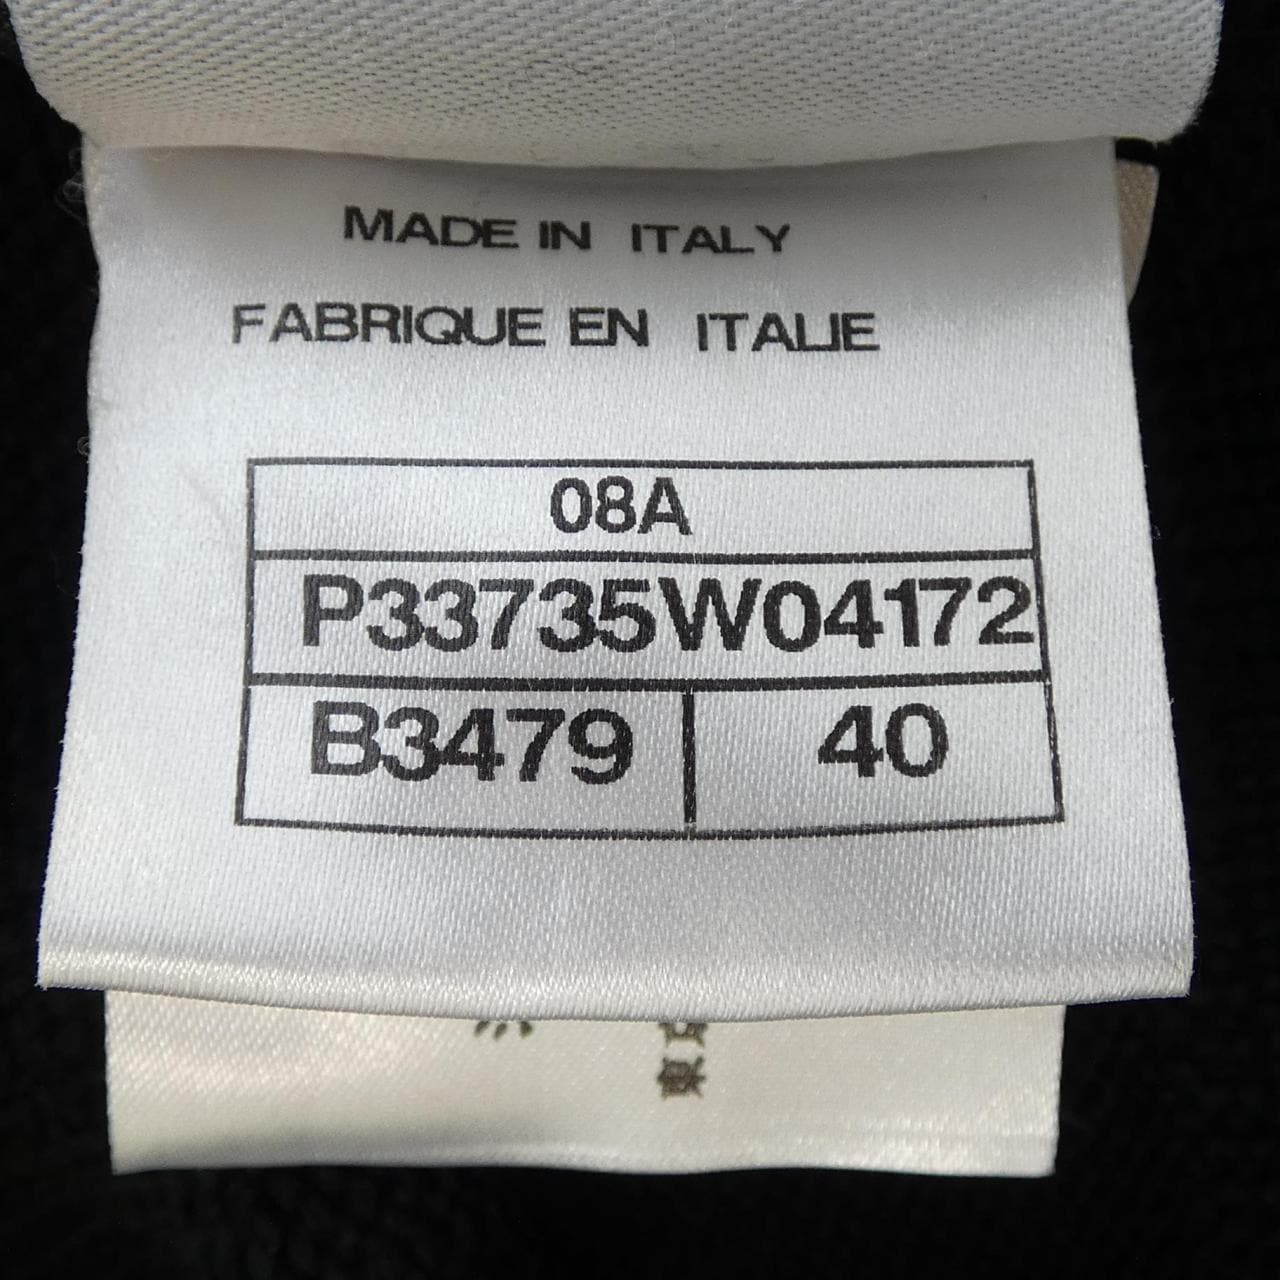 MADE IN ITALY
FABRIQUE EN ITALIE
08A
P33735W04172
B3479
40